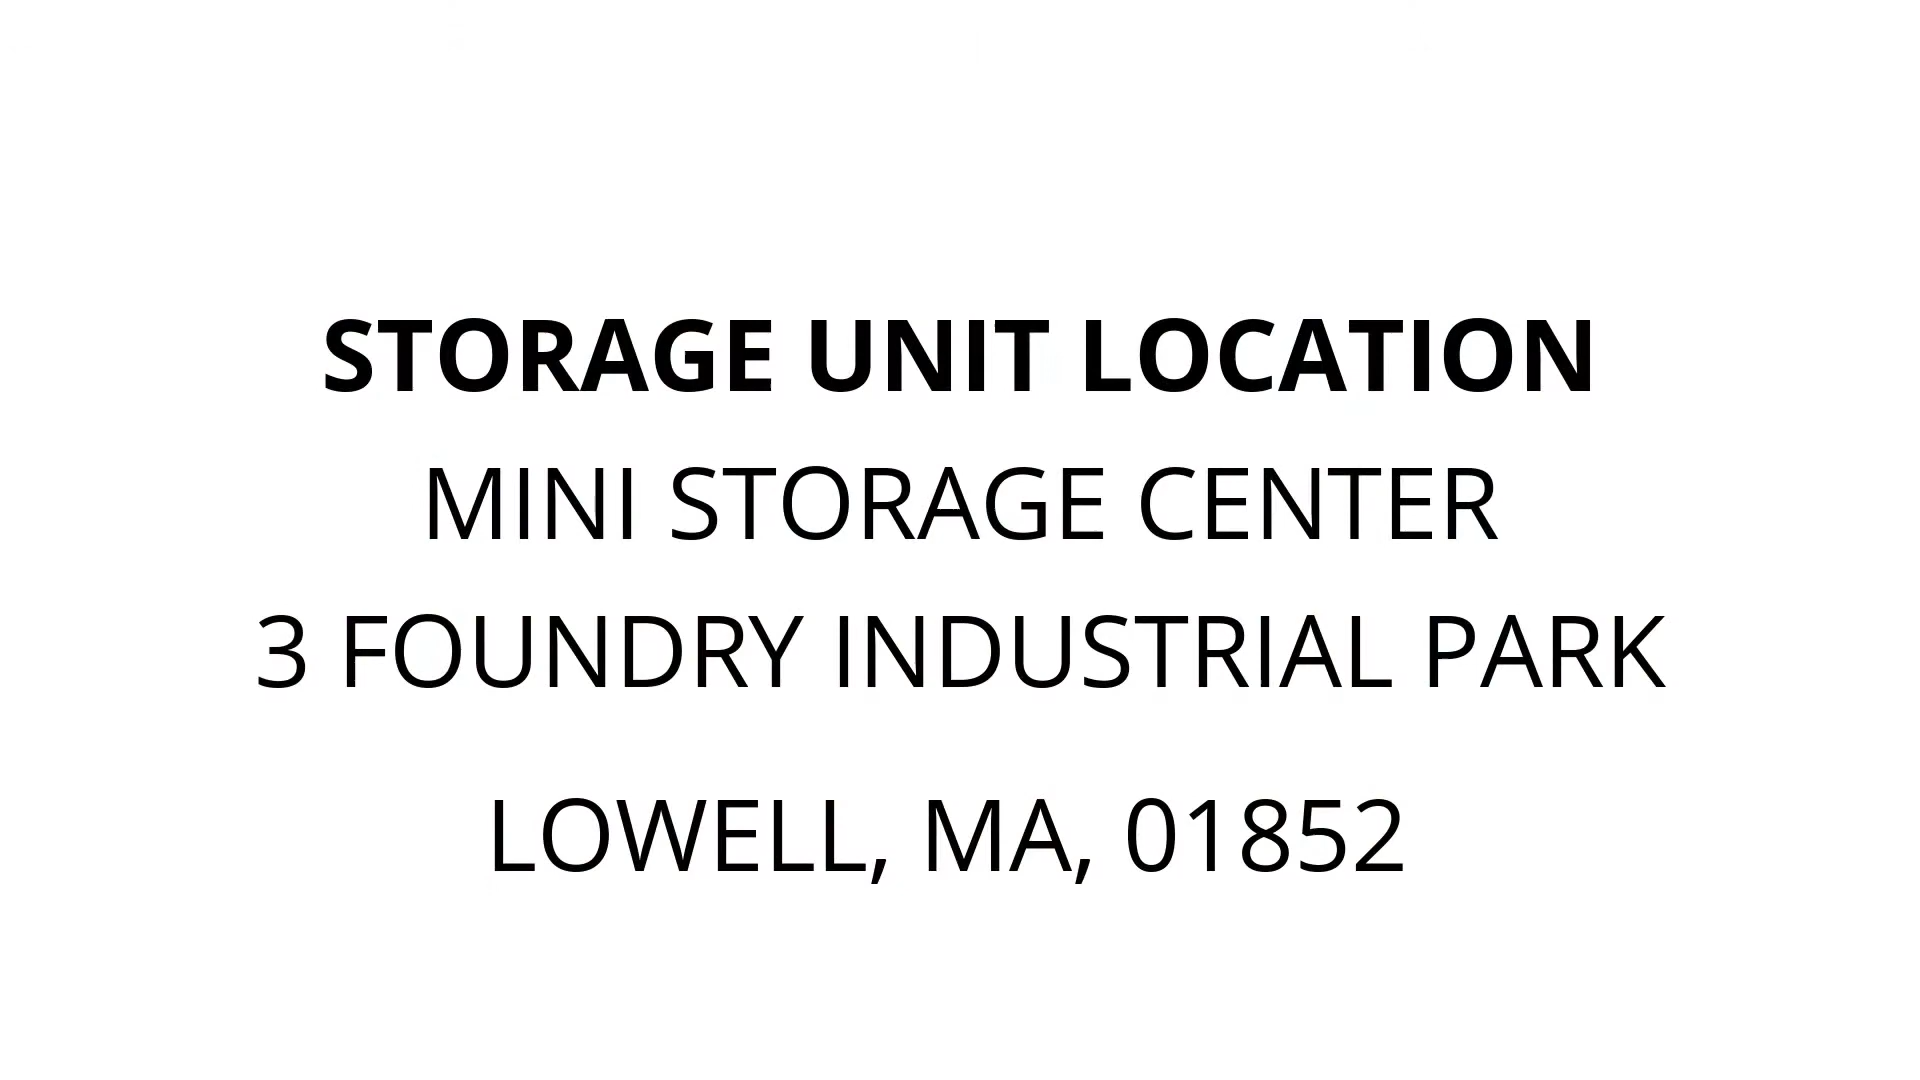 STORAGE UNIT LOCATION
MINI STORAGE CENTER
3 FOUNDRY INDUSTRIAL PARK
LOWELL, MA, 01852